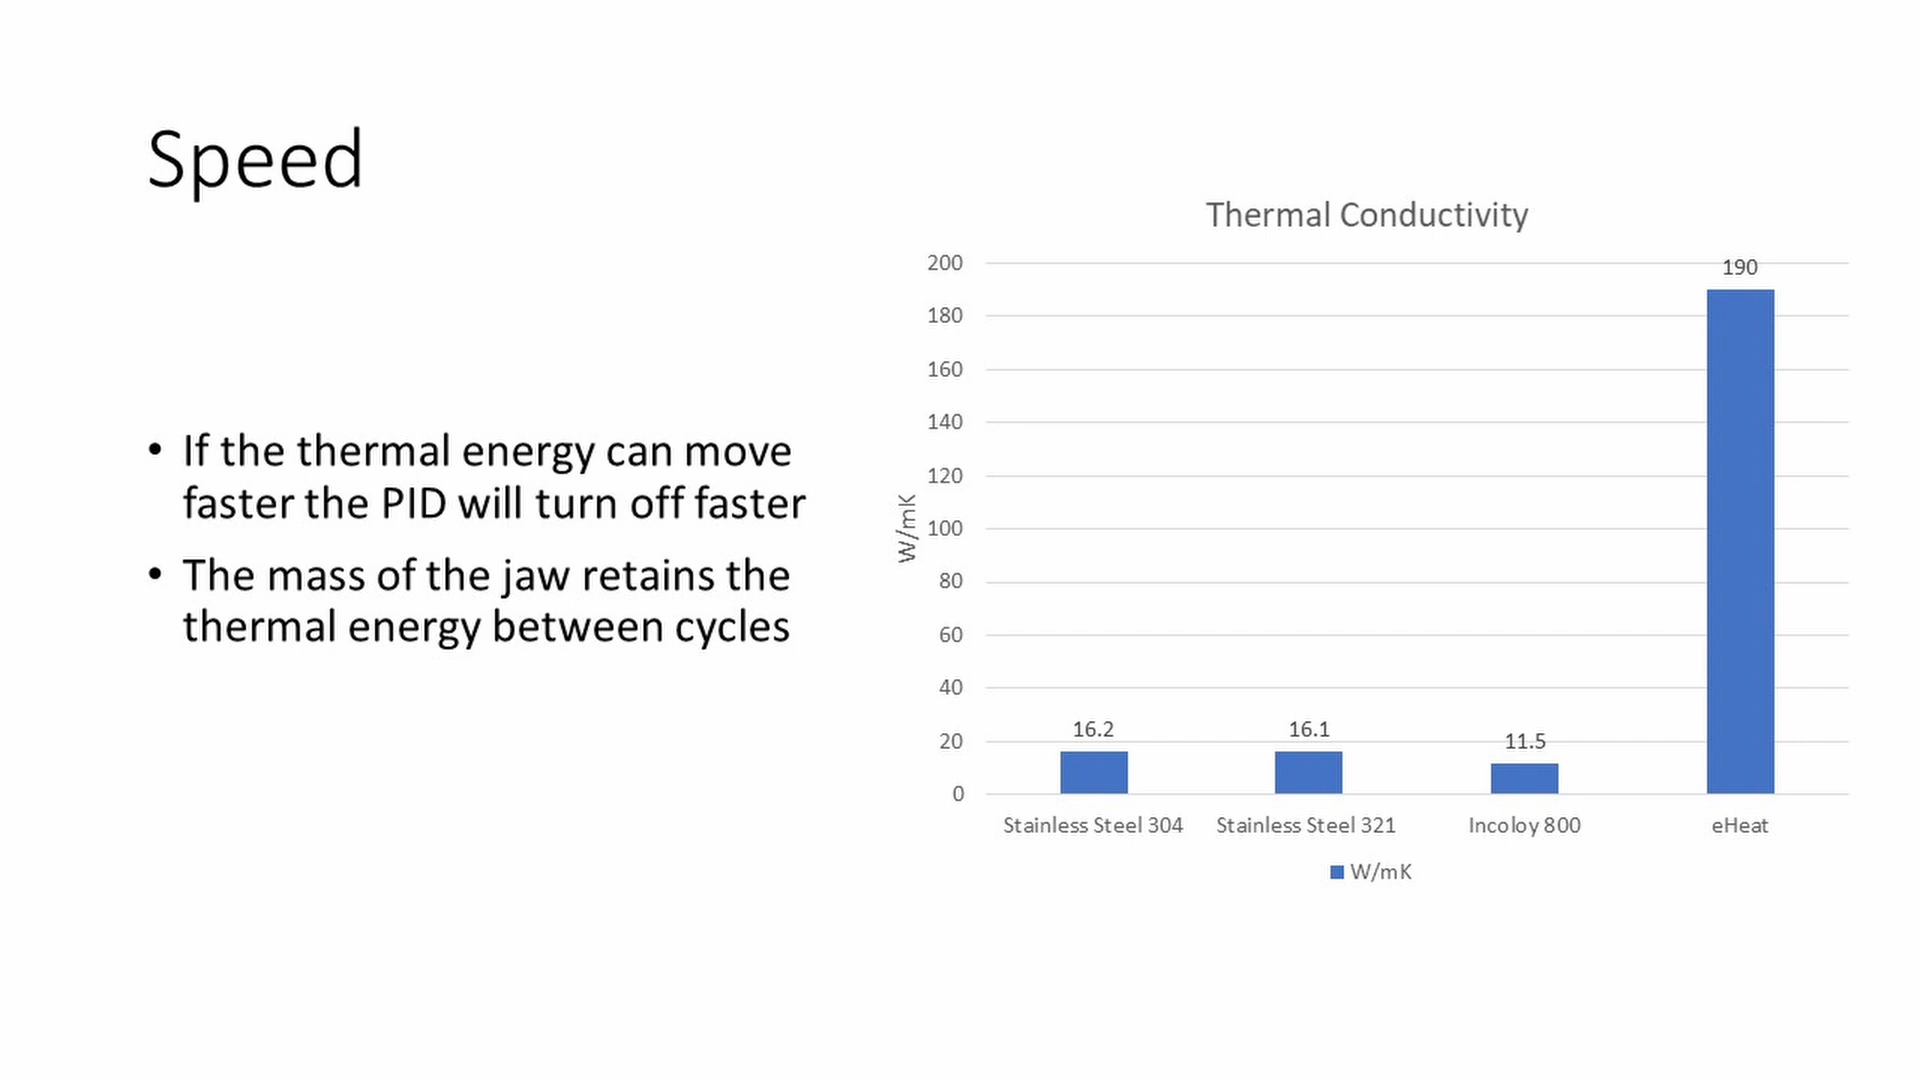 Speed
• If the thermal energy can move
faster the PID will turn off faster
• The mass of the jaw retains the
thermal energy between cycles
Thermal Conductivity
W/mK
200
180
160
140
120
100
80
60
40
20
0
16.2
16.1
11.5
190
Stainless Steel 304
Stainless Steel 321
Incoloy 800
eHeat
W/mK